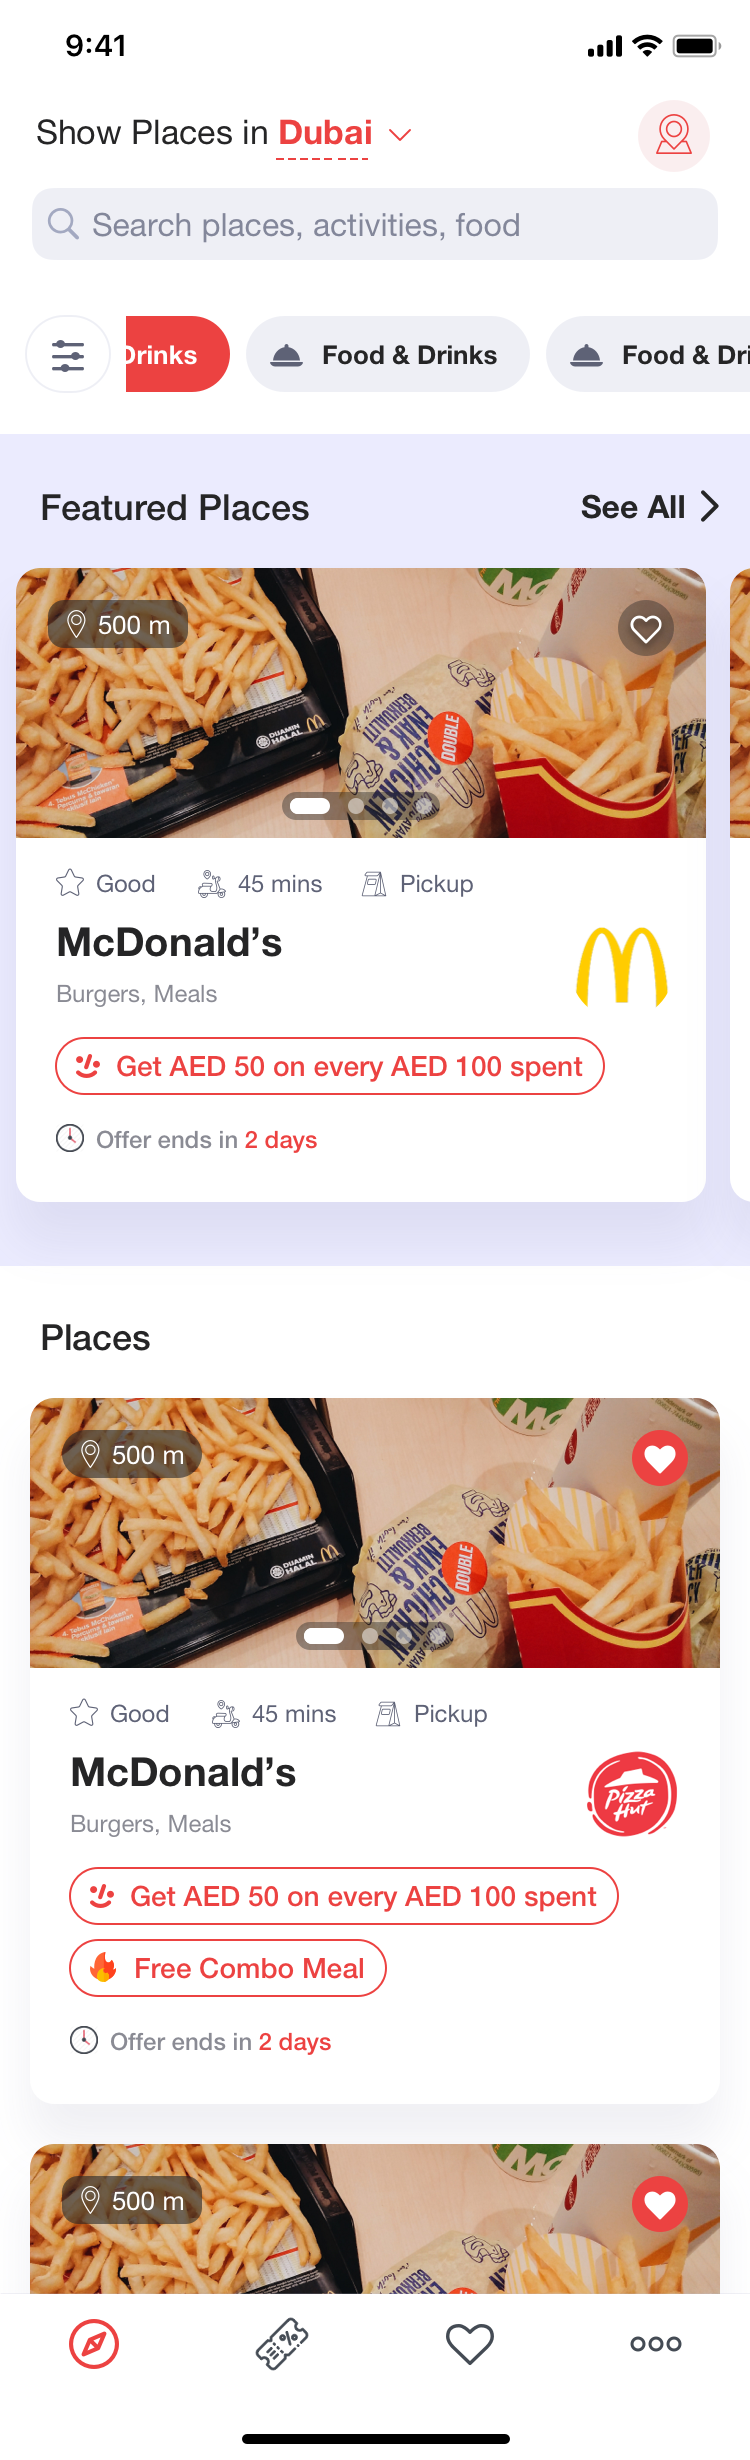 9:41
Show Places in Dubai
Search places, activities, food
Drinks
Food & Drinks
Food & Dri
Featured Places
See All
500 m
DOUBLE
HALAL
Good
45 mins
Pickup
McDonald’s
Burgers, Meals
Get AED 50 on every AED 100 spent
Offer ends in 2 days
Places
500 m
DOUBLE
HALAL
Good
45 mins
Pickup
McDonald’s
Burgers, Meals
Pizza
Hut
Get AED 50 on every AED 100 spent
Free Combo Meal
Offer ends in 2 days
500 m